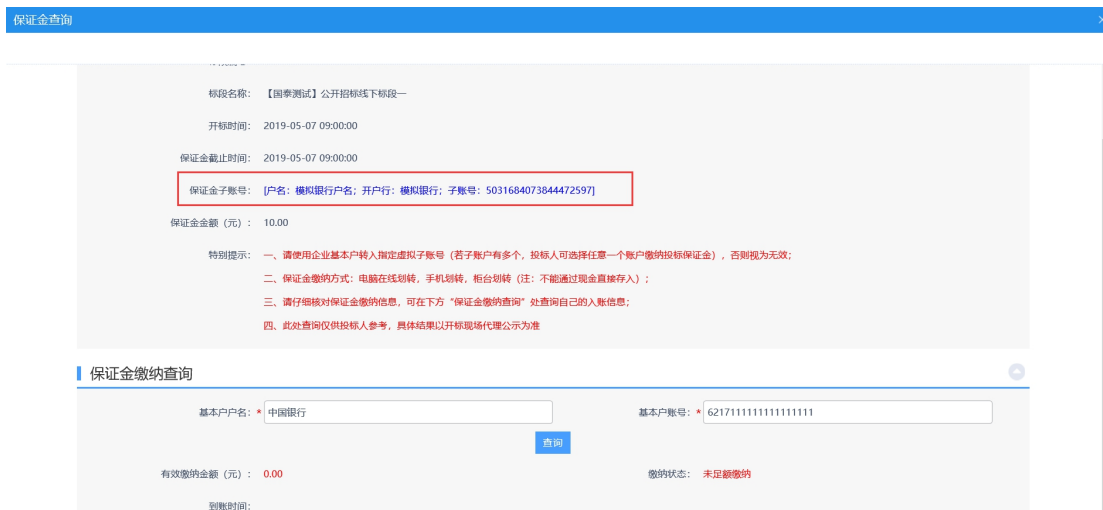 保证金查询
标段名称： 【国泰测试】公开招标线下标段一
开标时间： 2019-05-07 09:00:00
保证金截止时间： 2019-05-07 09:00:00
保证金子账号： [户名：模拟银行户名；开户行：模拟银行；子账号：5031684073844472597]
保证金金额（元）： 10.00
特别提示： 一、请使用企业基本户转入指定虚拟子账号（若子账户有多个，投标人可选择任意一个账户缴纳投标保证金），否则视为无效；
二、保证金缴纳方式：电脑在线划转，手机划转，柜台划转（注：不能通过现金直接存入）；
三、请仔细核对保证金缴纳信息，可在下方“保证金缴纳查询”处查询自己的入账信息；
四、此处查询仅供投标人参考，具体结果以开标现场代理公示为准
保证金缴纳查询
基本户户名：* 中国银行 基本户账号：* 6217111111111111111
查询
有效缴纳金额（元）： 0.00 缴纳状态： 未足额缴纳
到账时间：